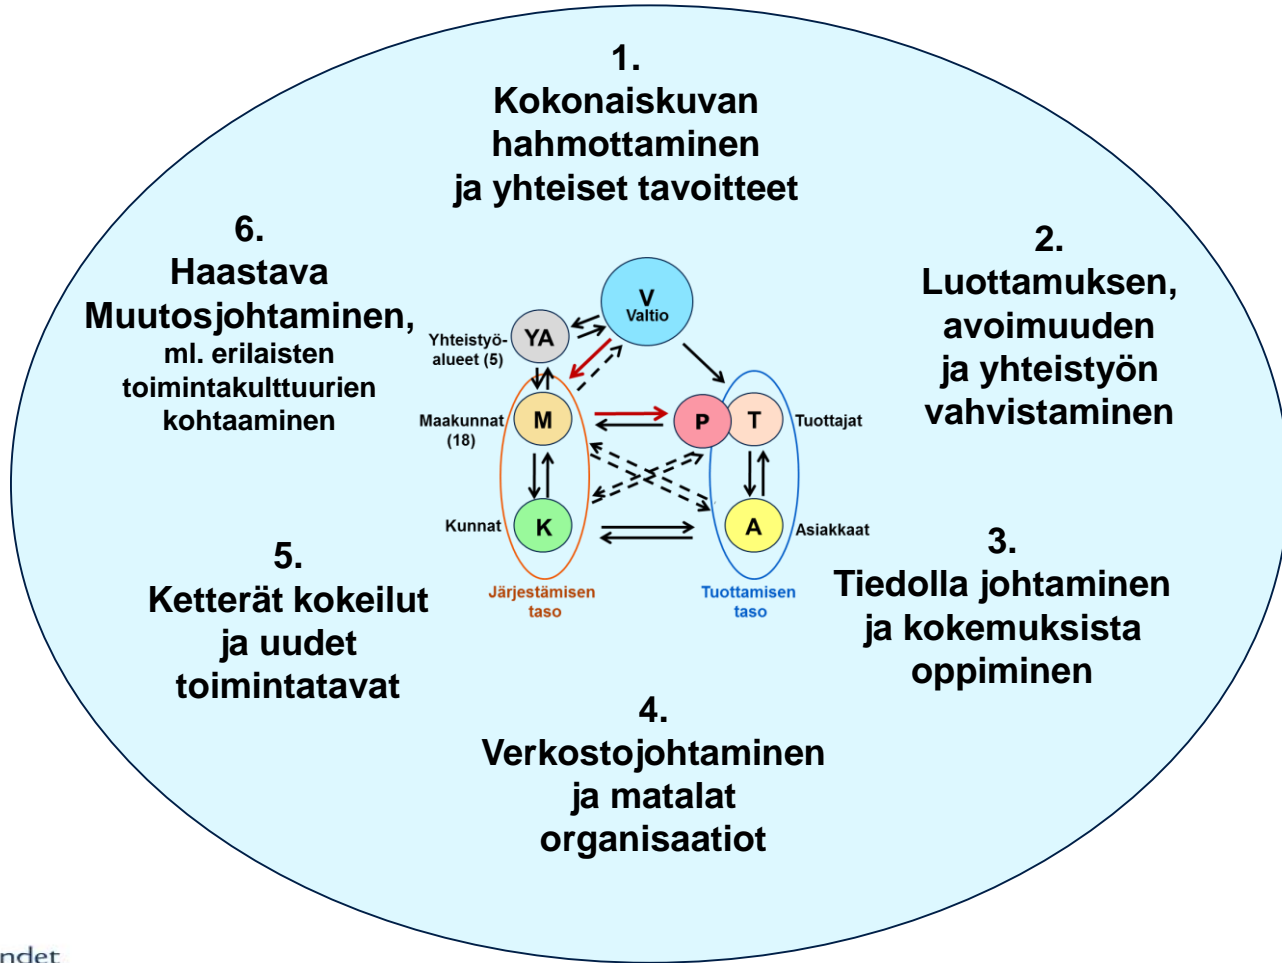 1.
Kokonaiskuvan
hahmottaminen
ja yhteiset tavoitteet
2.
Luottamuksen,
avoimuuden
ja yhteistyön
vahvistaminen
3.
Tiedolla johtaminen
ja kokemuksista
oppiminen
4.
Verkostojohtaminen
ja matalat
organisaatiot
5.
Ketterät kokeilut
ja uudet
toimintatavat
6.
Haastava
Muutosjohtaminen,
ml. erilaisten
toimintakulttuurien
kohtaaminen
V
Valtio
YA
Yhteistyö-
alueet (5)
M
Maakunnat
(18)
P
T
Tuottajat
K
Kunnat
A
Asiakkaat
Järjestämisen
taso
Tuottamisen
taso
ndet